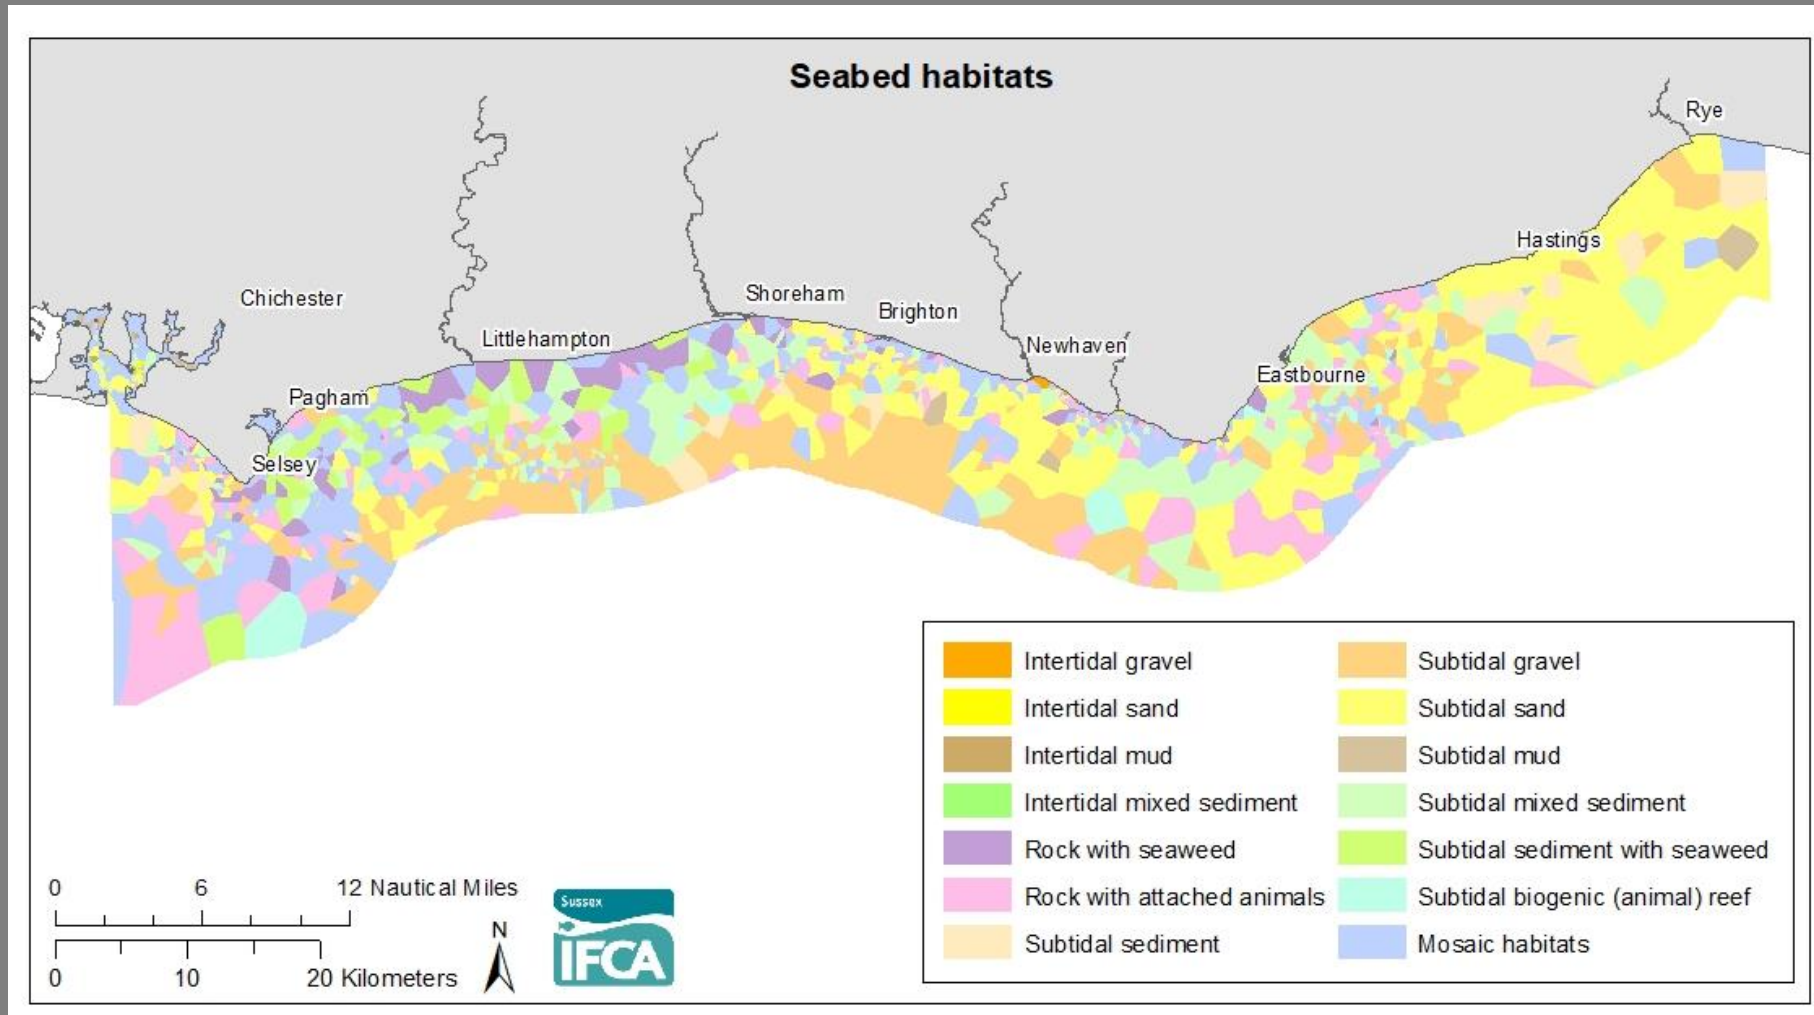 Seabed habitats
Rye
Hastings
Chichester
Shoreham
Brighton
Littlehampton
Newhaven
Eastbourne
Pagham
Selsey
Intertidal gravel
Intertidal sand
Intertidal mud
Intertidal mixed sediment
Rock with seaweed
Rock with attached animals
Subtidal sediment
Subtidal gravel
Subtidal sand
Subtidal mud
Subtidal mixed sediment
Subtidal sediment with seaweed
Subtidal biogenic (animal) reef
Mosaic habitats
0 6 12 Nautical Miles
0 10 20 Kilometers
N
Sussex
IFCA